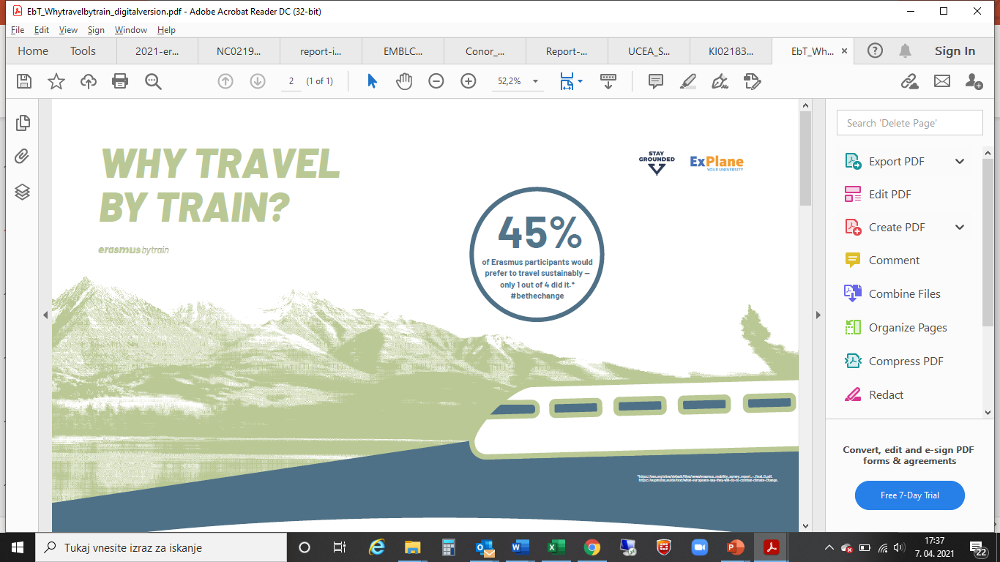 EbT_Whytravelbytrain_digitalversion.pdf - Adobe Acrobat Reader DC (32-bit)
File Edit View Sign Window Help
Home Tools 2021-er... NC0219... report-i... EMBLC... Conor_... Report-... UCEA_S... KI02183... EbT_Wh... Sign In
2 (1 of 1) 52,2%
Search 'Delete Page'
WHY TRAVEL
BY TRAIN?
erasmusbytrain
STAY
GROUNDED
ExPlane
YOUR UNIVERSITY
45%
of Erasmus participants would
prefer to travel sustainably –
only 1 out of 4 did it.*
#bethechange
Export PDF
Edit PDF
Create PDF
Comment
Combine Files
Organize Pages
Compress PDF
Redact
Convert, edit and e-sign PDF
forms & agreements
Free 7-Day Trial
Tukaj vnesite izraz za iskanje
17:37
7. 04. 2021
22